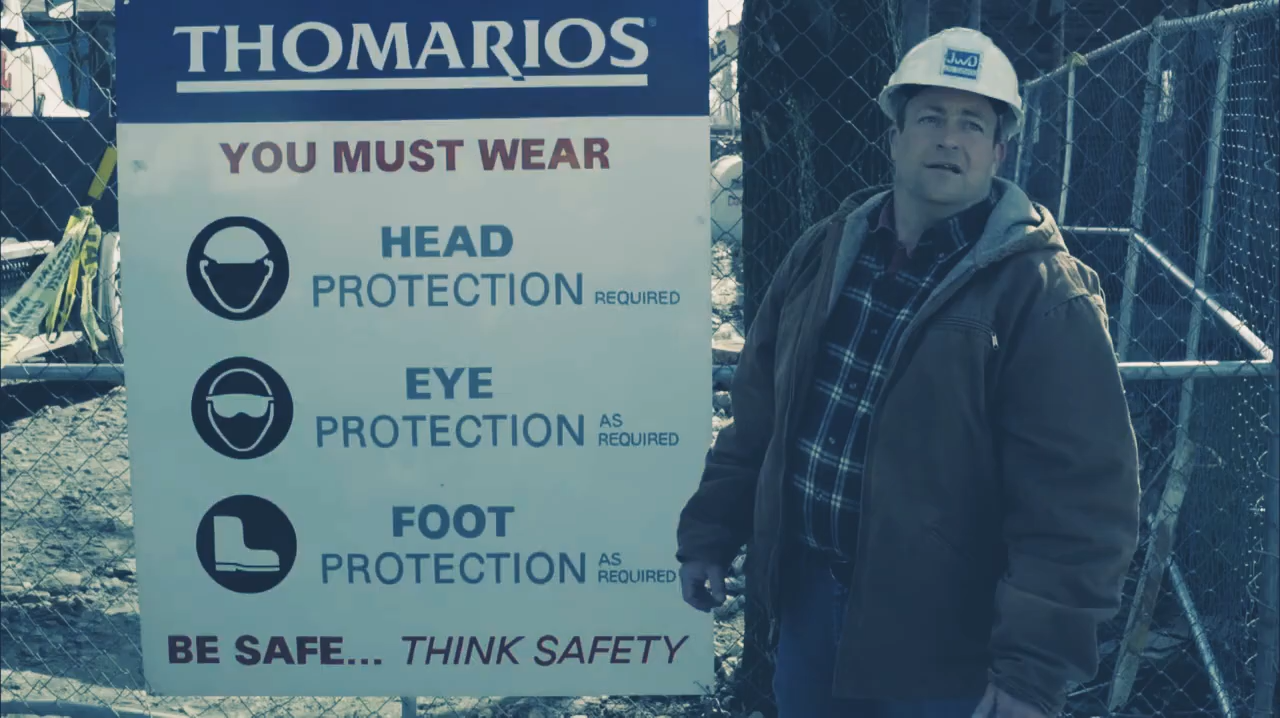 THOMARIOS
YOU MUST WEAR
HEAD
PROTECTION REQUIRED
EYE
PROTECTION AS REQUIRED
FOOT
PROTECTION AS REQUIRED
BE SAFE... THINK SAFETY
JWD